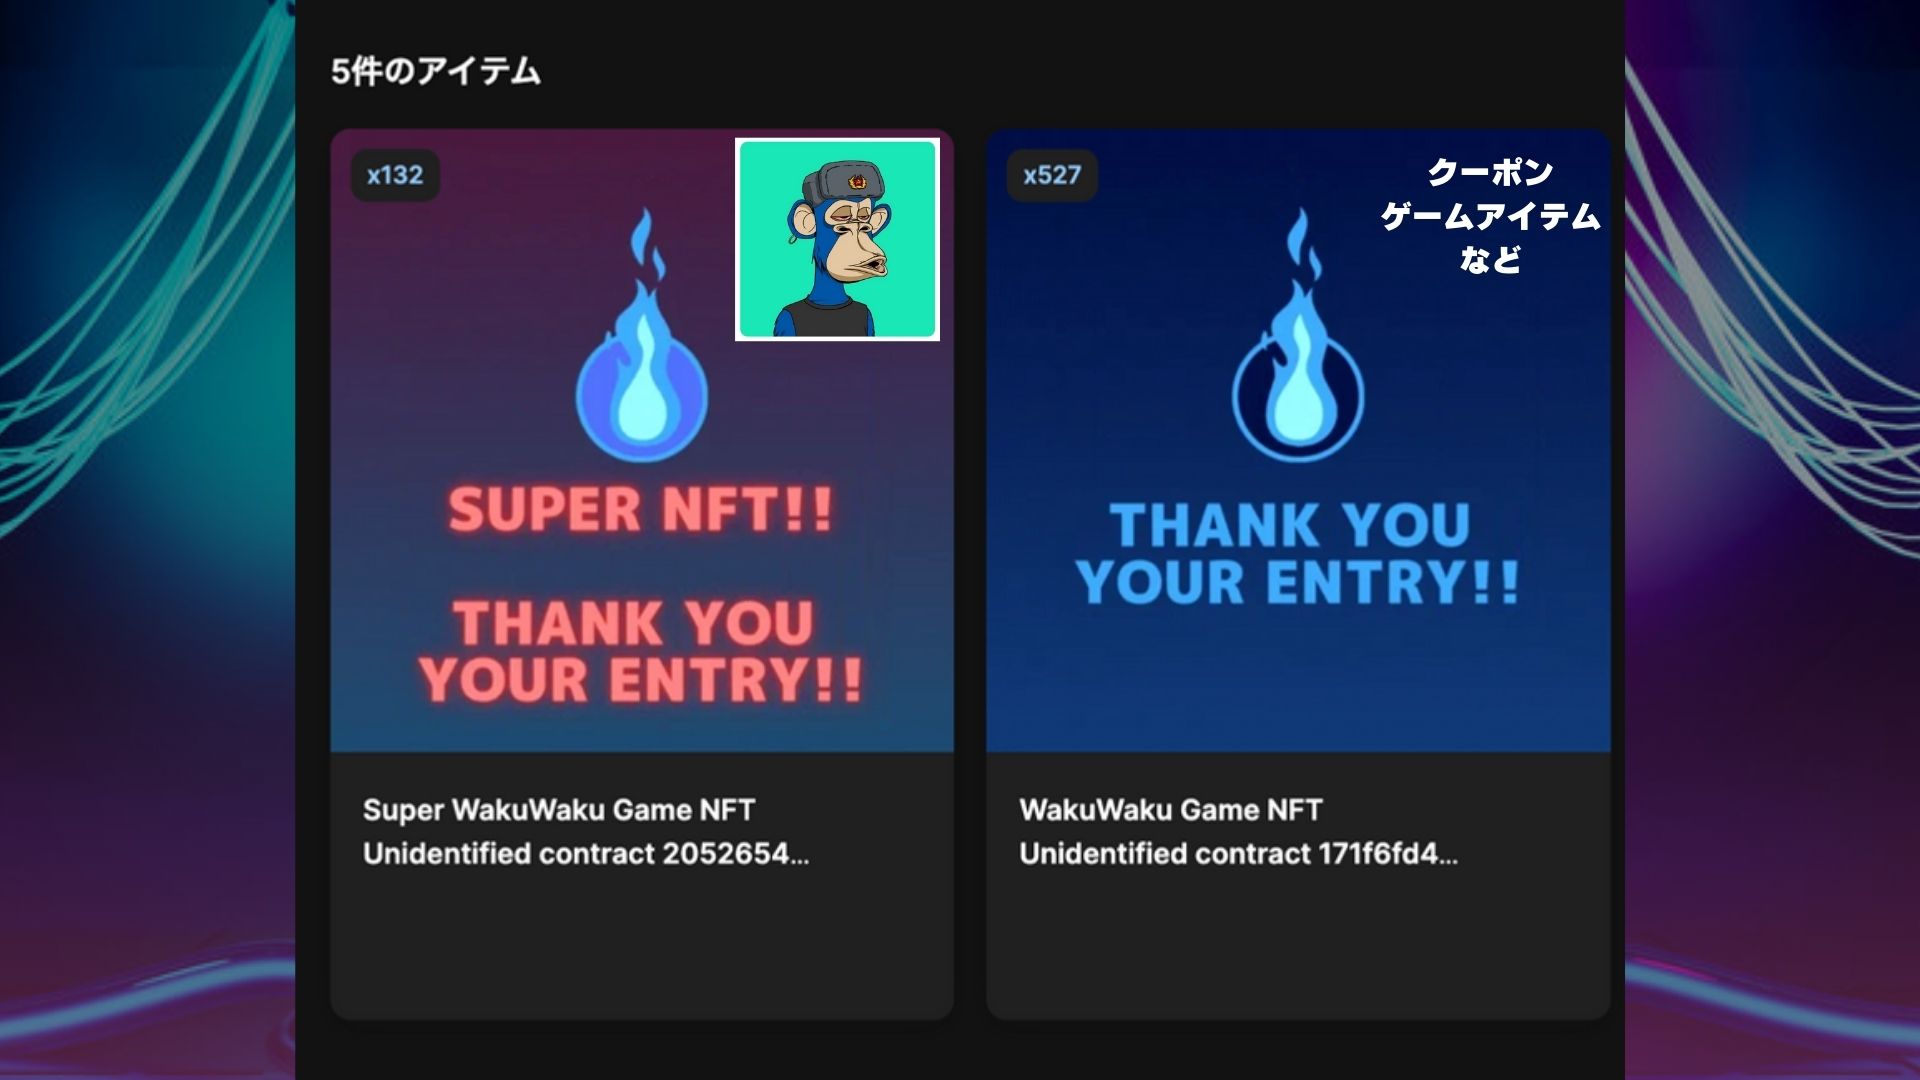 5件のアイテム
x132
SUPER NFT!!
THANK YOU
YOUR ENTRY!!
Super WakuWaku Game NFT
Unidentified contract 2052654...
x527
クーポン
ゲームアイテム
など
THANK YOU
YOUR ENTRY!!
WakuWaku Game NFT
Unidentified contract 171f6fd4...